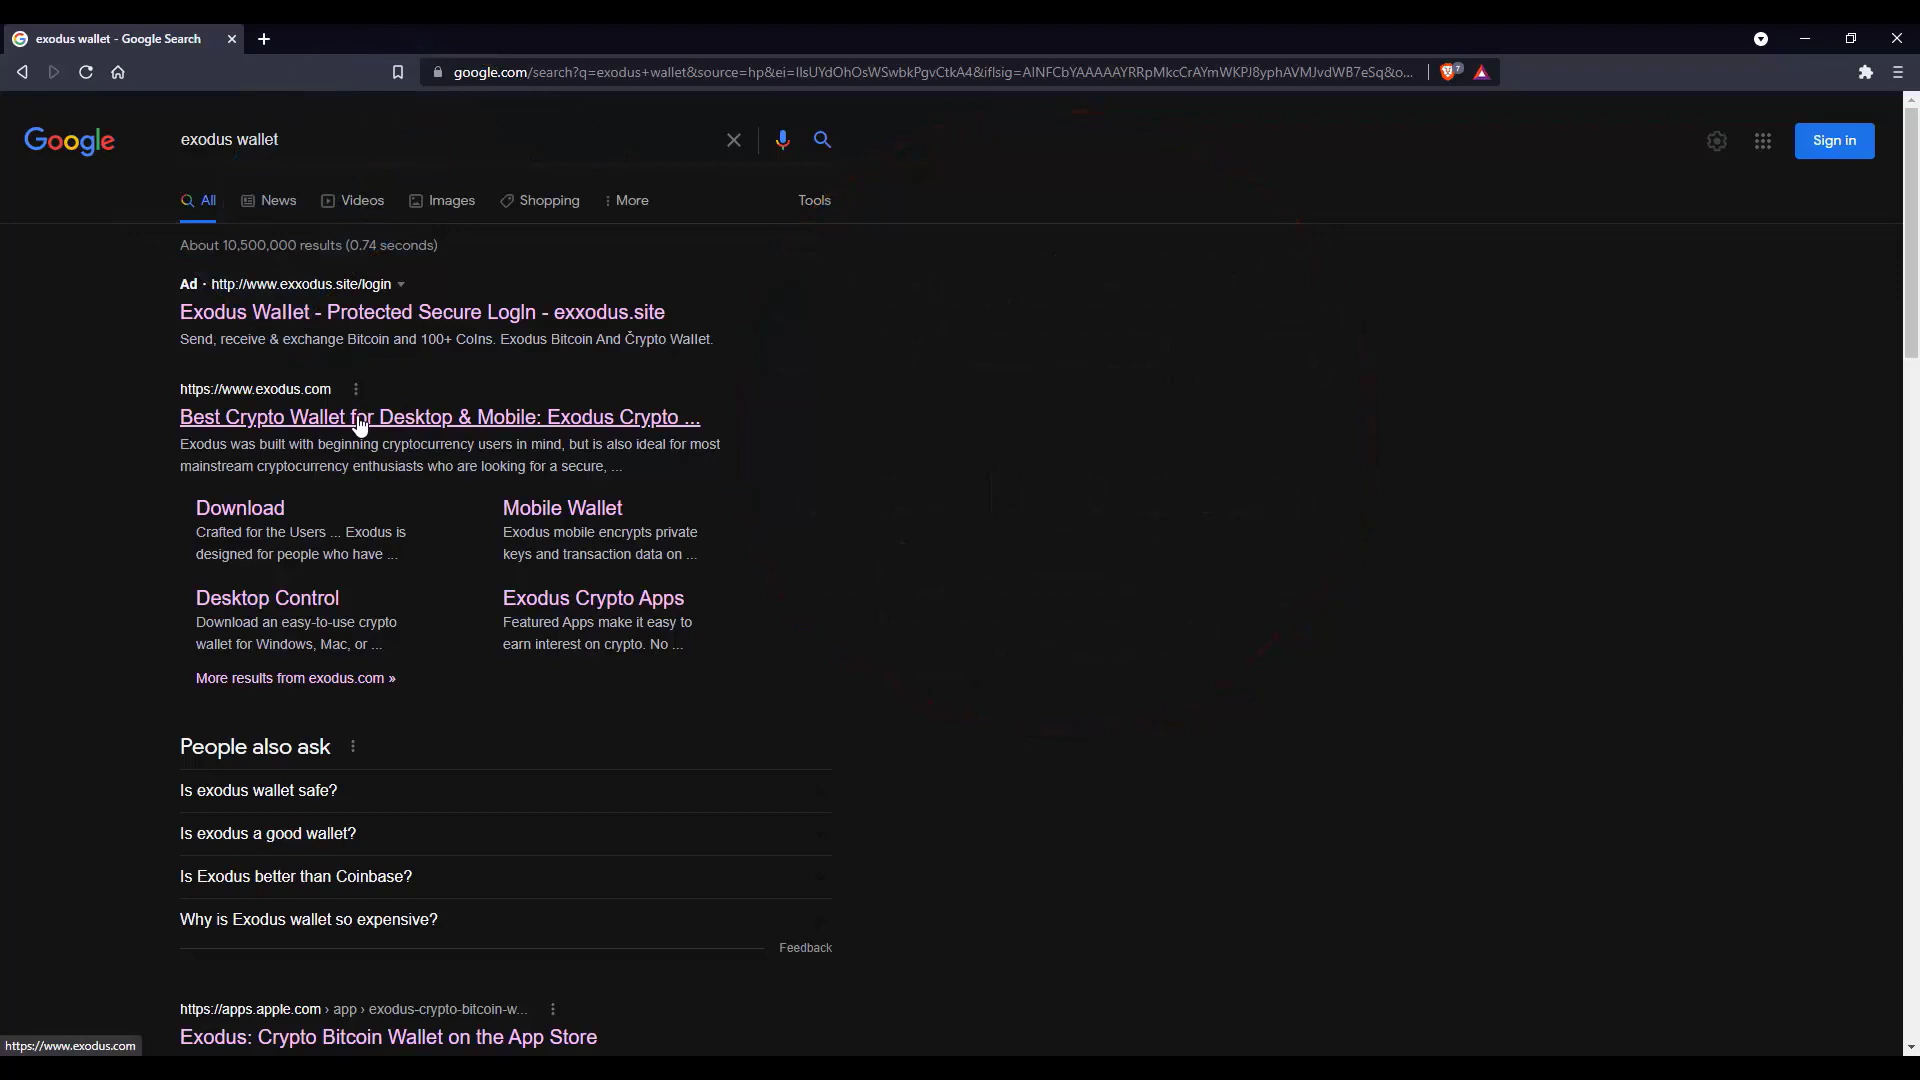 exodus wallet - Google Search
google.com/search?q=exodus+wallet&source=hp&ei=IIsUYdOhOsWSwbkPgvCtkA4&iflsig=AINFCbYAAAAAYRRpMkcCrAYmWKPJ8yphAVMJvdWB7eSq&o...
7
Google
exodus wallet
Sign in
All
News
Videos
Images
Shopping
More
Tools
About 10,500,000 results (0.74 seconds)
Ad · http://www.exxodus.site/login
Exodus WaIIet - Protected Secure LogIn - exxodus.site
Send, receive & exchange Bitcoin and 100+ CoIns. Exodus Bitcoin And Črypto WaIIet.
https://www.exodus.com
Best Crypto Wallet for Desktop & Mobile: Exodus Crypto ...
Exodus was built with beginning cryptocurrency users in mind, but is also ideal for most
mainstream cryptocurrency enthusiasts who are looking for a secure, ...
Download
Crafted for the Users ... Exodus is
designed for people who have ...
Mobile Wallet
Exodus mobile encrypts private
keys and transaction data on ...
Desktop Control
Download an easy-to-use crypto
wallet for Windows, Mac, or ...
Exodus Crypto Apps
Featured Apps make it easy to
earn interest on crypto. No ...
More results from exodus.com »
People also ask
Is exodus wallet safe?
Is exodus a good wallet?
Is Exodus better than Coinbase?
Why is Exodus wallet so expensive?
Feedback
https://apps.apple.com › app › exodus-crypto-bitcoin-w...
Exodus: Crypto Bitcoin Wallet on the App Store
https://www.exodus.com